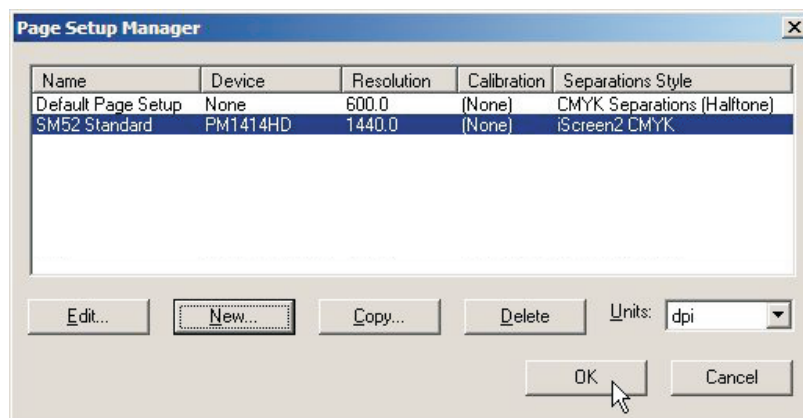 Page Setup Manager
Name Device Resolution Calibration Separations Style
Default Page Setup None 600.0 (None) CMYK Separations (Halftone)
SM52 Standard PM1414HD 1440.0 (None) iScreen2 CMYK
Edit... New... Copy... Delete Units: dpi
OK Cancel